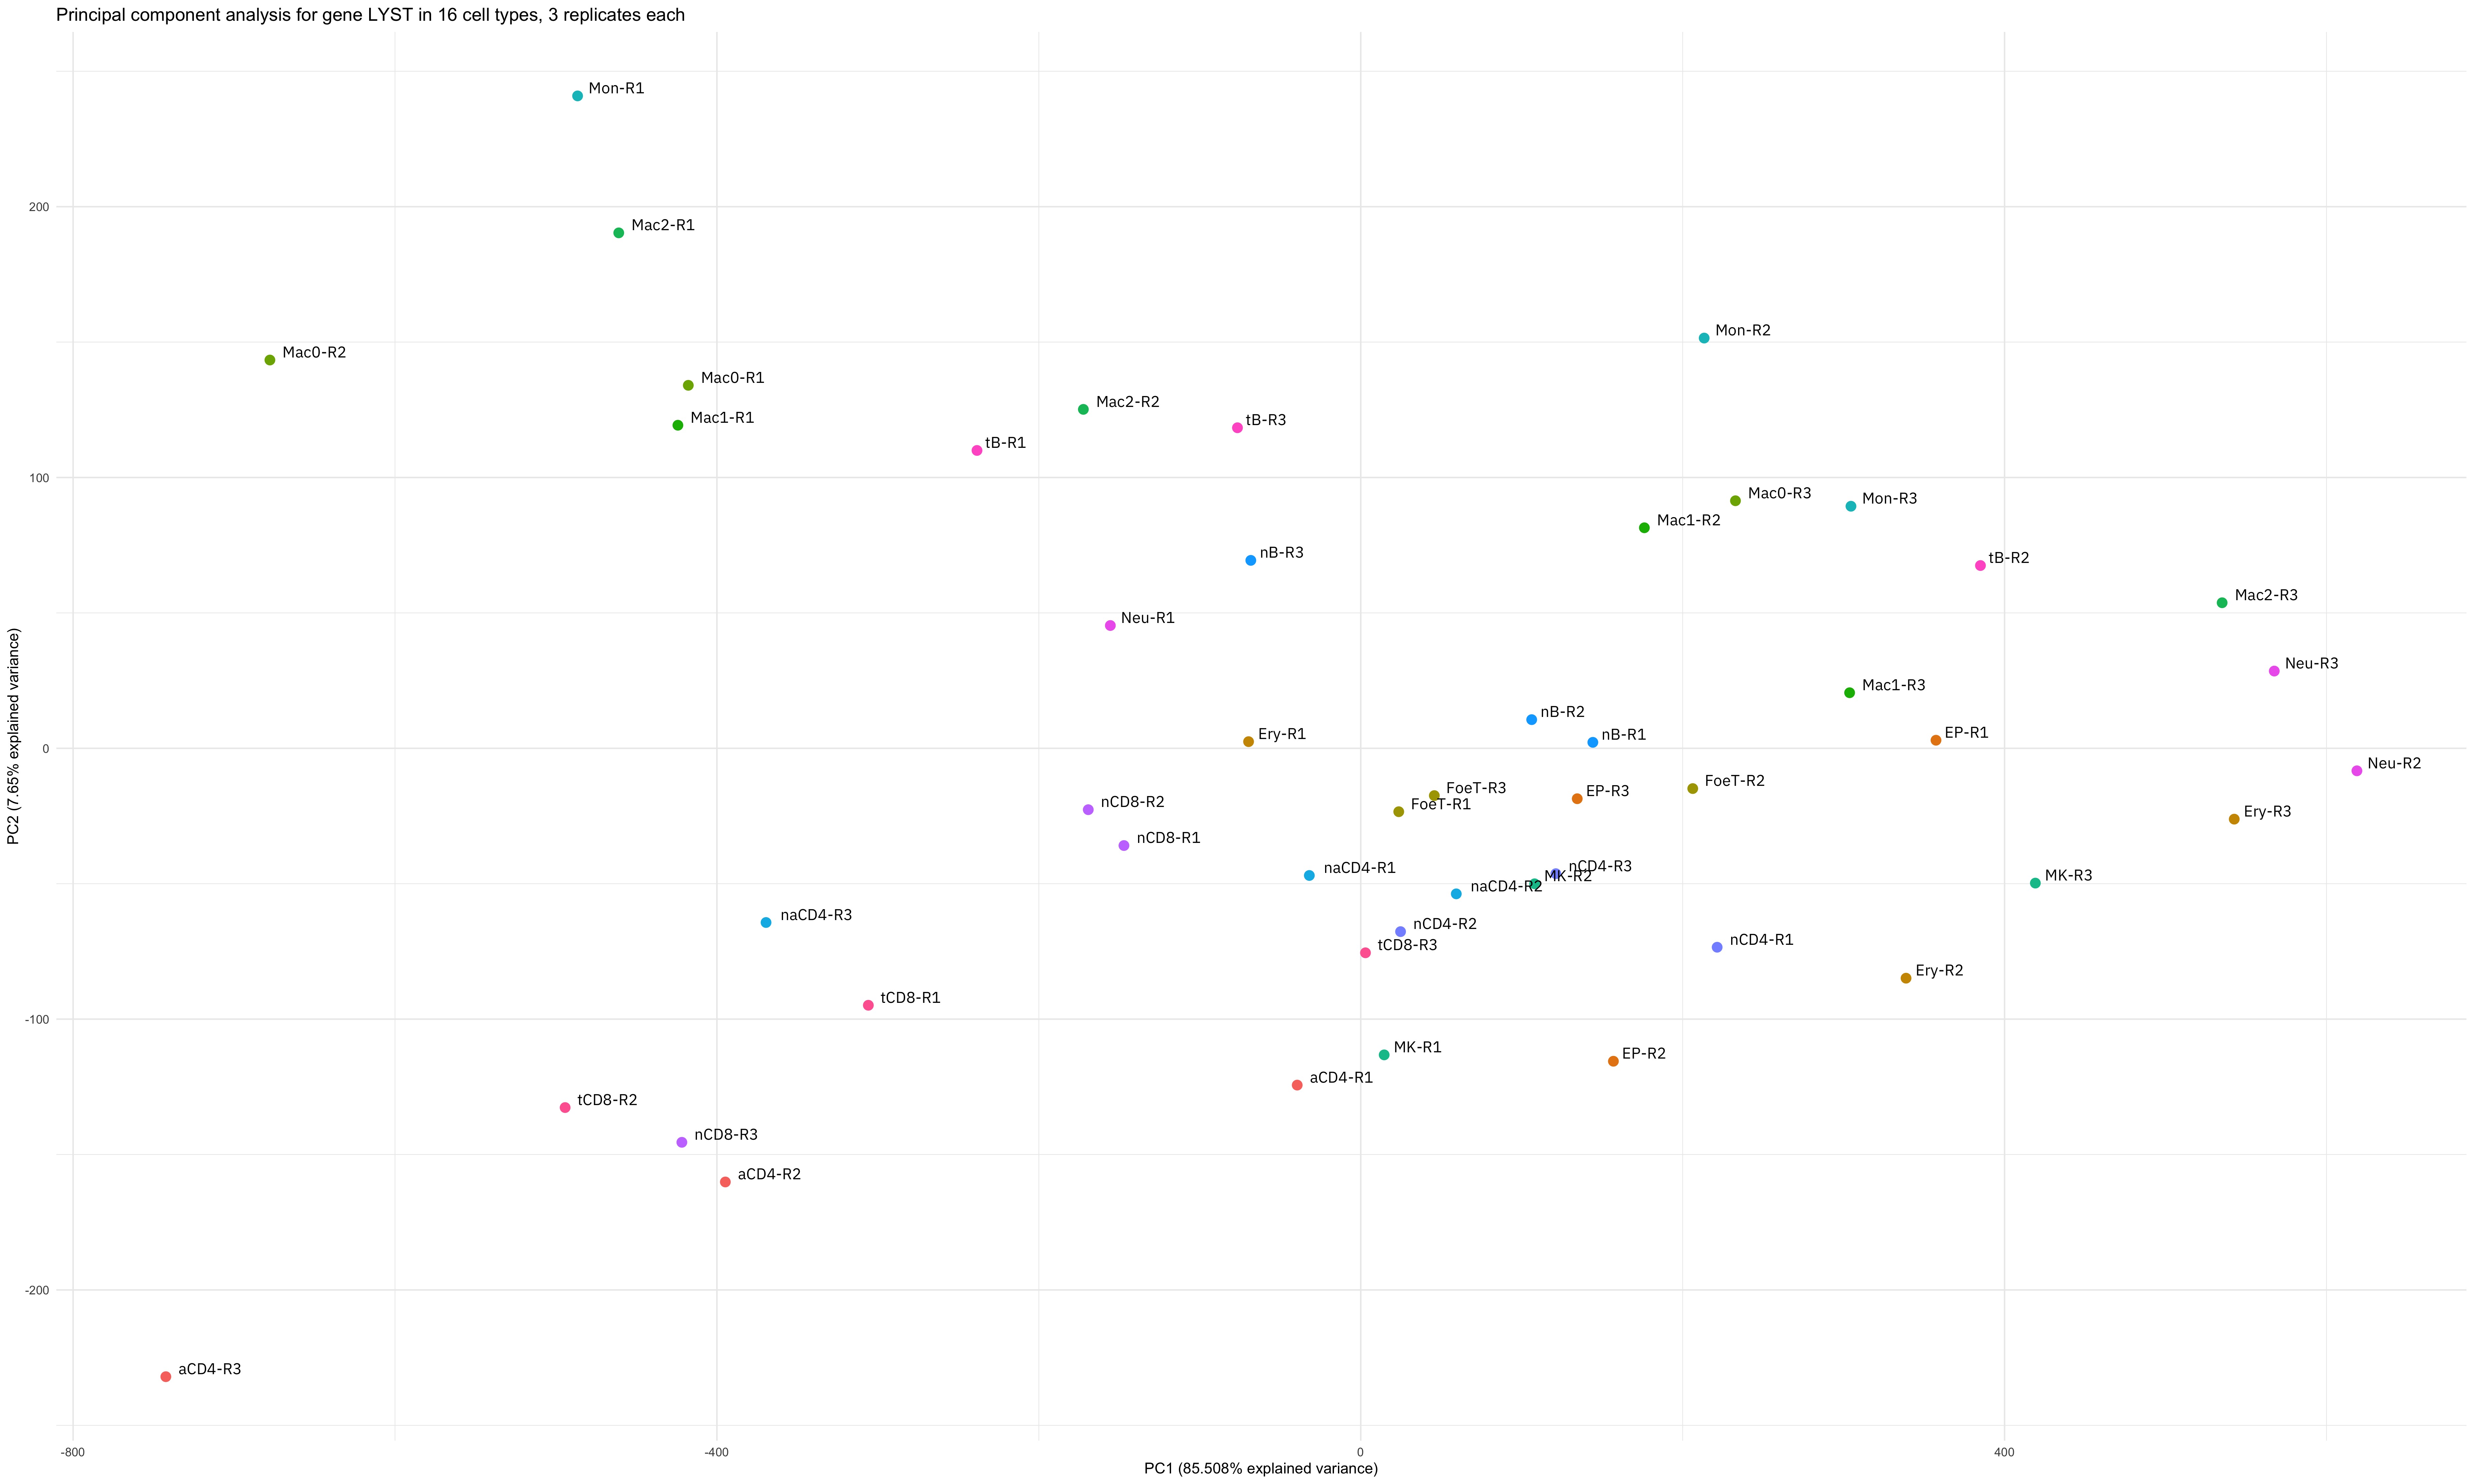 Principal component analysis for gene LYST in 16 cell types, 3 replicates each
Mon-R1
200
Mac2-R1
Mon-R2
Mac0-R2
Mac0-R1
Mac2-R2
Mac1-R1
tB-R3
tB-R1
100
Mac0-R3
Mon-R3
Mac1-R2
nB-R3
tB-R2
Mac2-R3
Neu-R1
Neu-R3
Mac1-R3
nB-R2
Ery-R1
nB-R1
EP-R1
0
Neu-R2
FoeT-R2
FoeT-R3
EP-R3
nCD8-R2
FoeT-R1
Ery-R3
nCD8-R1
naCD4-R1
nCD4-R3
MK-R2
MK-R3
naCD4-R2
naCD4-R3
nCD4-R2
nCD4-R1
tCD8-R3
Ery-R2
tCD8-R1
-100
MK-R1
EP-R2
aCD4-R1
tCD8-R2
nCD8-R3
aCD4-R2
-200
aCD4-R3
PC2 (7.65% explained variance)
-800
-400
0
400
PC1 (85.508% explained variance)